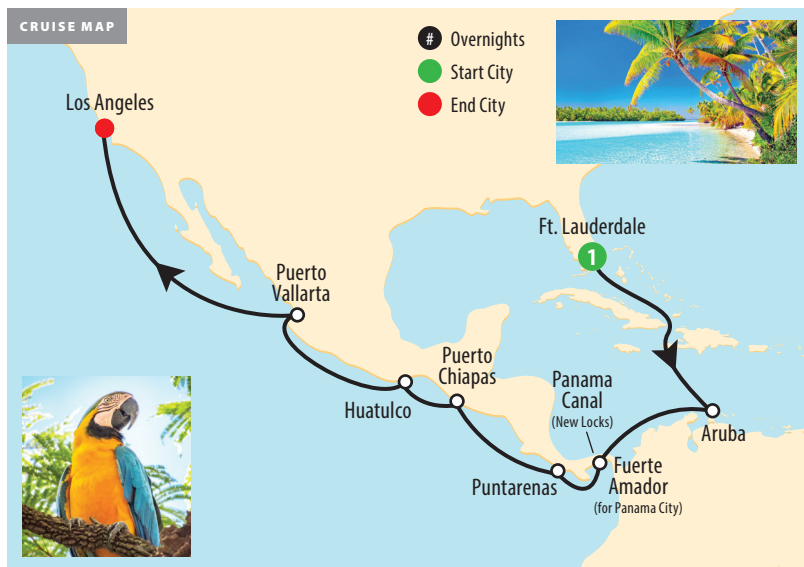 CRUISE MAP
# Overnights
Start City
End City
Los Angeles
Ft. Lauderdale
1
Puerto
Vallarta
Puerto
Chiapas
Huatulco
Panama
Canal
(New Locks)
Aruba
Puntarenas
Fuerte
Amador
(for Panama City)